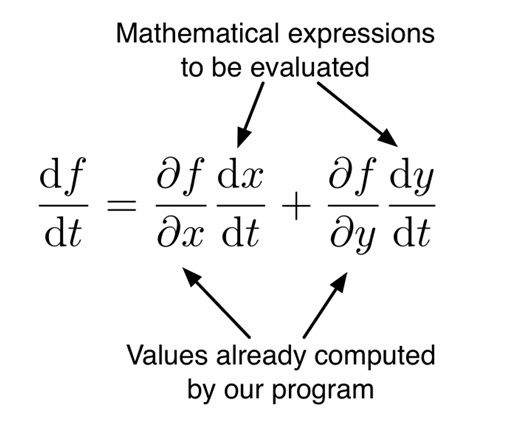 Mathematical expressions
to be evaluated
df/dt = ∂f/∂x dx/dt + ∂f/∂y dy/dt
Values already computed
by our program